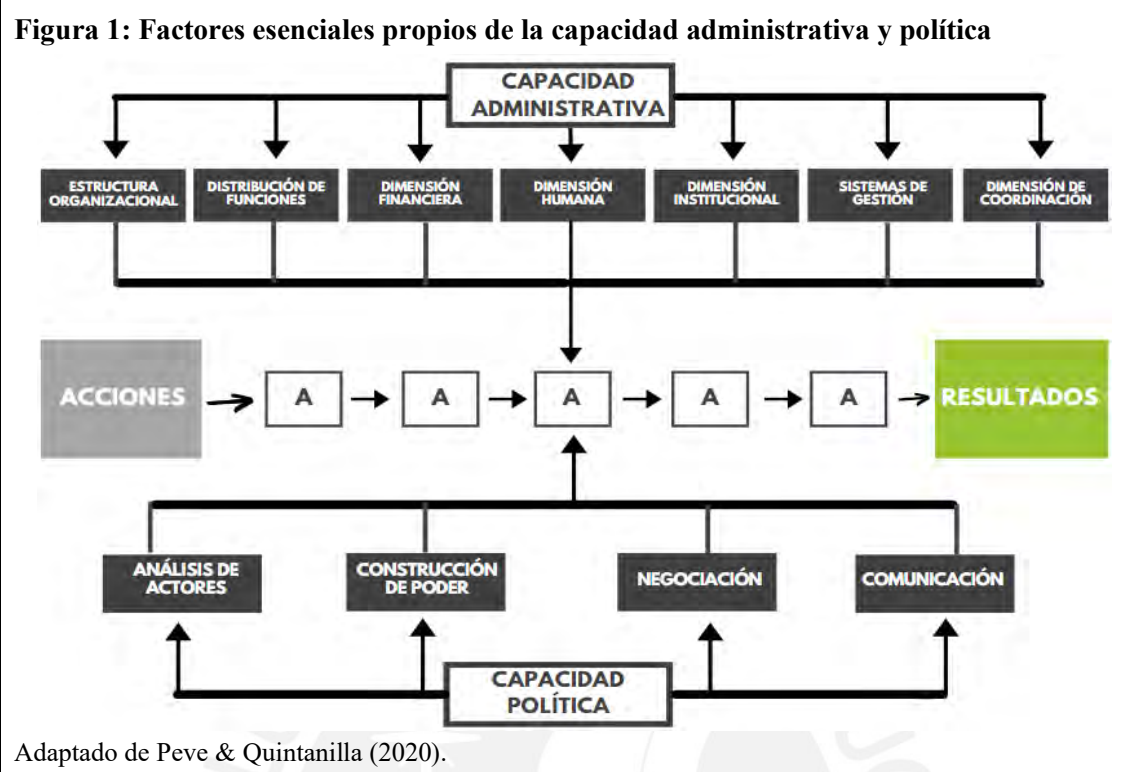 Figura 1: Factores esenciales propios de la capacidad administrativa y política
CAPACIDAD
ADMINISTRATIVA
ESTRUCTURA
ORGANIZACIONAL
DISTRIBUCIÓN DE
FUNCIONES
DIMENSIÓN
FINANCIERA
DIMENSIÓN
HUMANA
DIMENSIÓN
INSTITUCIONAL
SISTEMAS DE
GESTIÓN
DIMENSIÓN DE
COORDINACIÓN
ACCIONES
A
A
A
A
A
RESULTADOS
ANÁLISIS DE
ACTORES
CONSTRUCCIÓN
DE PODER
NEGOCIACIÓN
COMUNICACIÓN
CAPACIDAD
POLÍTICA
Adaptado de Peve & Quintanilla (2020).